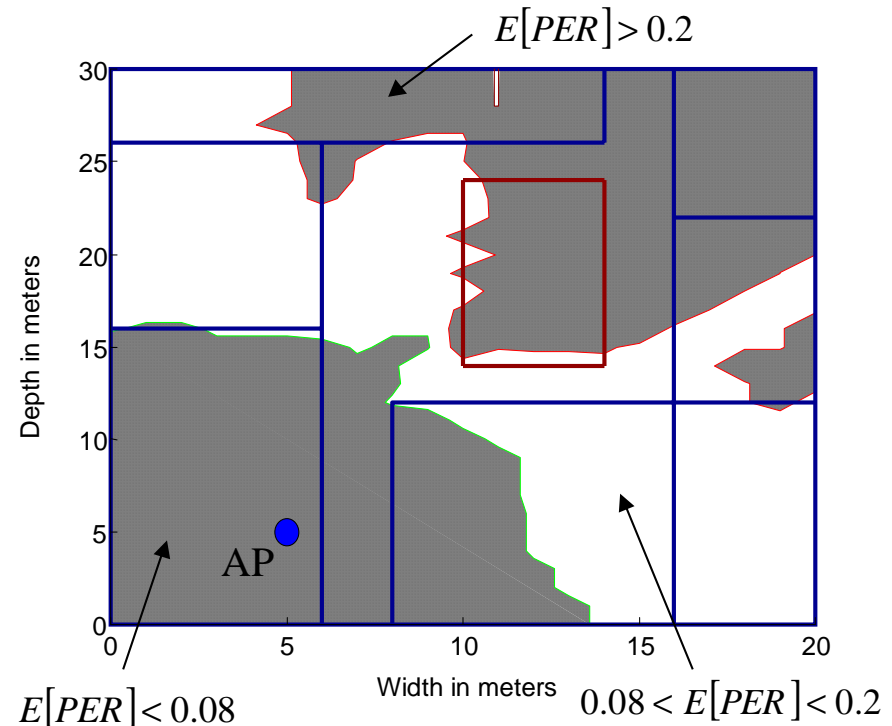 E[PER] > 0.2
30
25
20
15
10
5
0
Depth in meters
AP
0 5 10 15 20
Width in meters
E[PER] < 0.08
0.08 < E[PER] < 0.2